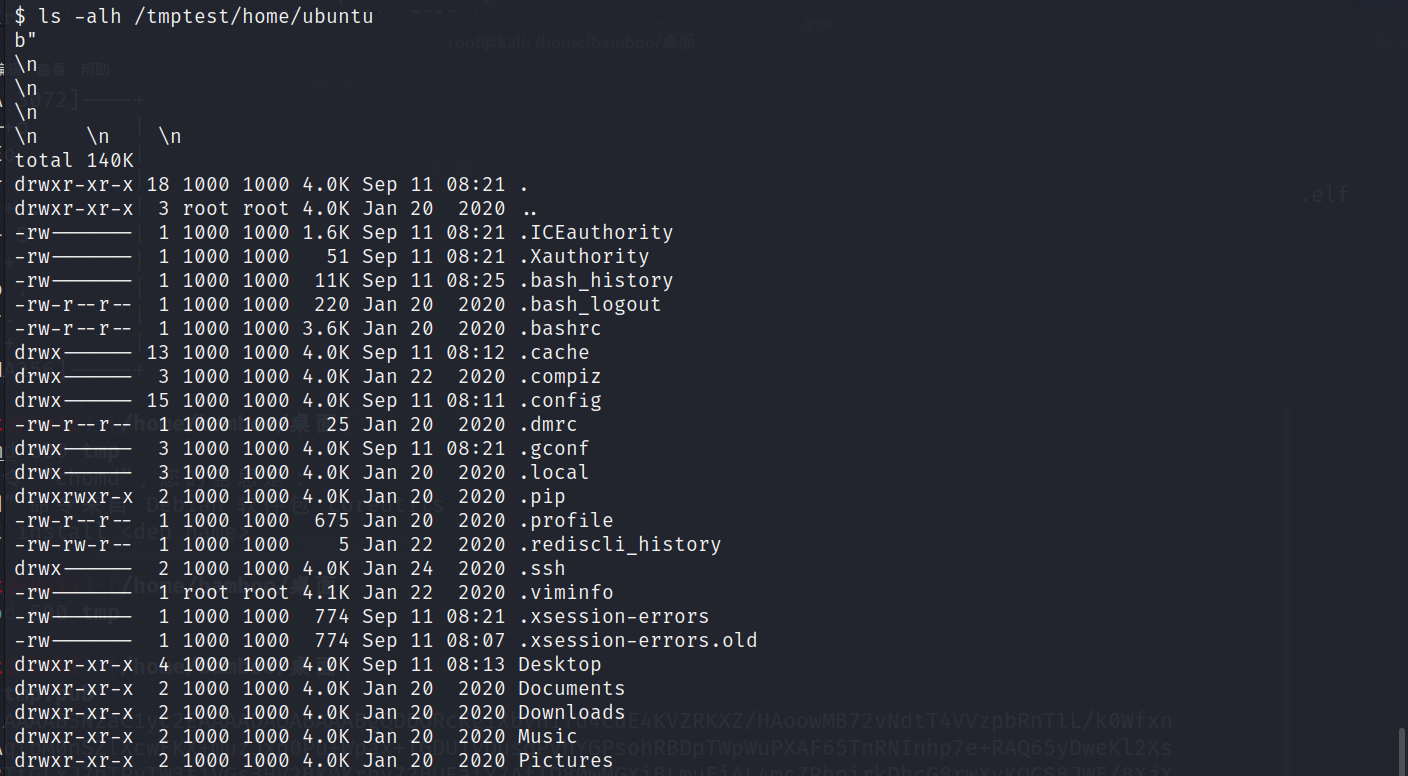 $ ls -alh /tmptest/home/ubuntu
b"
\n
\n
\n
\n    \n    \n
total 140K
drwxr-xr-x 18 1000 1000 4.0K Sep 11 08:21 .
drwxr-xr-x  3 root root 4.0K Jan 20  2020 ..
-rw-------  1 1000 1000 1.6K Sep 11 08:21 .ICEauthority
-rw-------  1 1000 1000   51 Sep 11 08:21 .Xauthority
-rw-------  1 1000 1000  11K Sep 11 08:25 .bash_history
-rw-r--r--  1 1000 1000  220 Jan 20  2020 .bash_logout
-rw-r--r--  1 1000 1000 3.6K Jan 20  2020 .bashrc
drwx------ 13 1000 1000 4.0K Sep 11 08:12 .cache
drwx------  3 1000 1000 4.0K Jan 22  2020 .compiz
drwx------ 15 1000 1000 4.0K Sep 11 08:11 .config
-rw-r--r--  1 1000 1000   25 Jan 20  2020 .dmrc
drwx------  3 1000 1000 4.0K Sep 11 08:21 .gconf
drwx------  3 1000 1000 4.0K Jan 20  2020 .local
drwxrwxr-x  2 1000 1000 4.0K Jan 20  2020 .pip
-rw-r--r--  1 1000 1000  675 Jan 20  2020 .profile
-rw-rw-r--  1 1000 1000    5 Jan 22  2020 .rediscli_history
drwx------  2 1000 1000 4.0K Jan 24  2020 .ssh
-rw-------  1 root root 4.1K Jan 22  2020 .viminfo
-rw-------  1 1000 1000  774 Sep 11 08:21 .xsession-errors
-rw-------  1 1000 1000  774 Sep 11 08:07 .xsession-errors.old
drwxr-xr-x  4 1000 1000 4.0K Sep 11 08:13 Desktop
drwxr-xr-x  2 1000 1000 4.0K Jan 20  2020 Documents
drwxr-xr-x  2 1000 1000 4.0K Jan 20  2020 Downloads
drwxr-xr-x  2 1000 1000 4.0K Jan 20  2020 Music
drwxr-xr-x  2 1000 1000 4.0K Jan 20  2020 Pictures